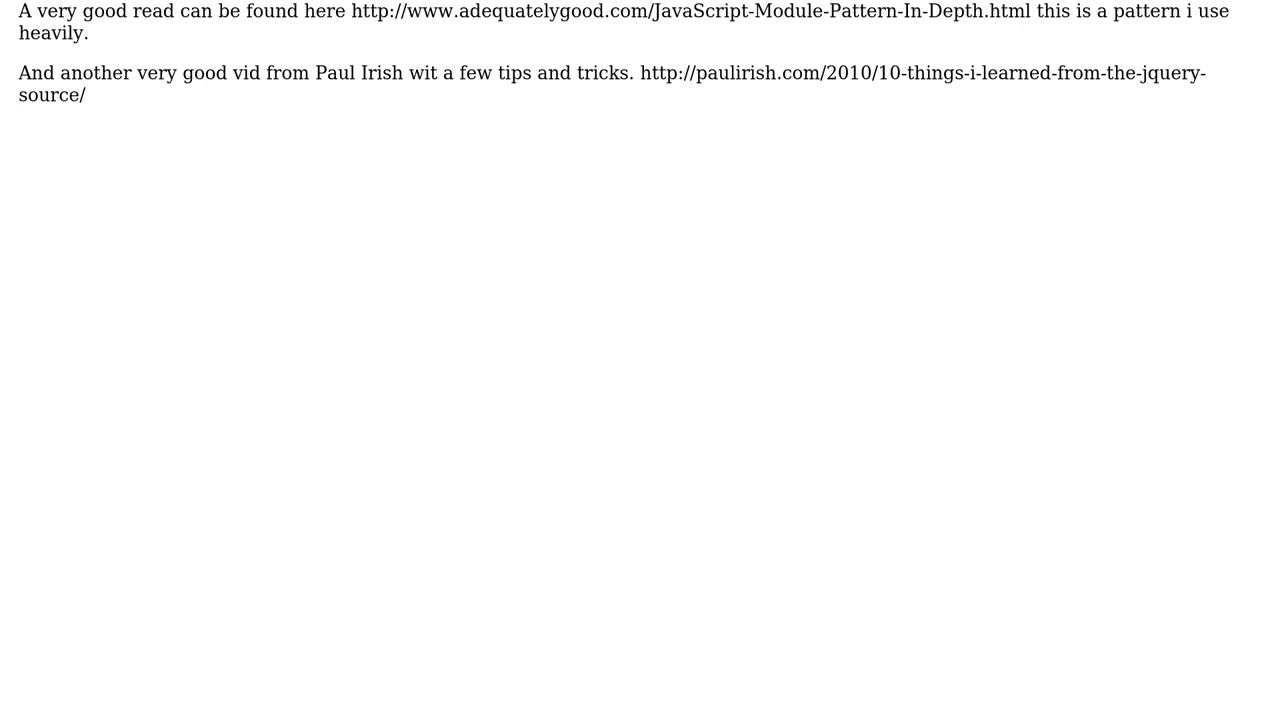 A very good read can be found here http://www.adequatelygood.com/JavaScript-Module-Pattern-In-Depth.html this is a pattern i use
heavily.
And another very good vid from Paul Irish wit a few tips and tricks. http://paulirish.com/2010/10-things-i-learned-from-the-jquery-
source/